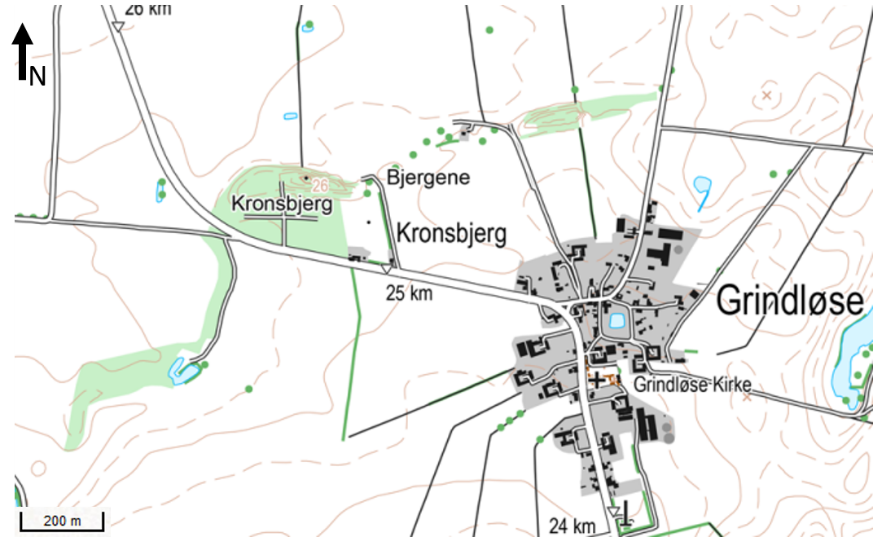 26 km
N
26
Bjergene
Kronsbjerg
Kronsbjerg
25 km
Grindløse
Grindløse Kirke
200 m
24 km